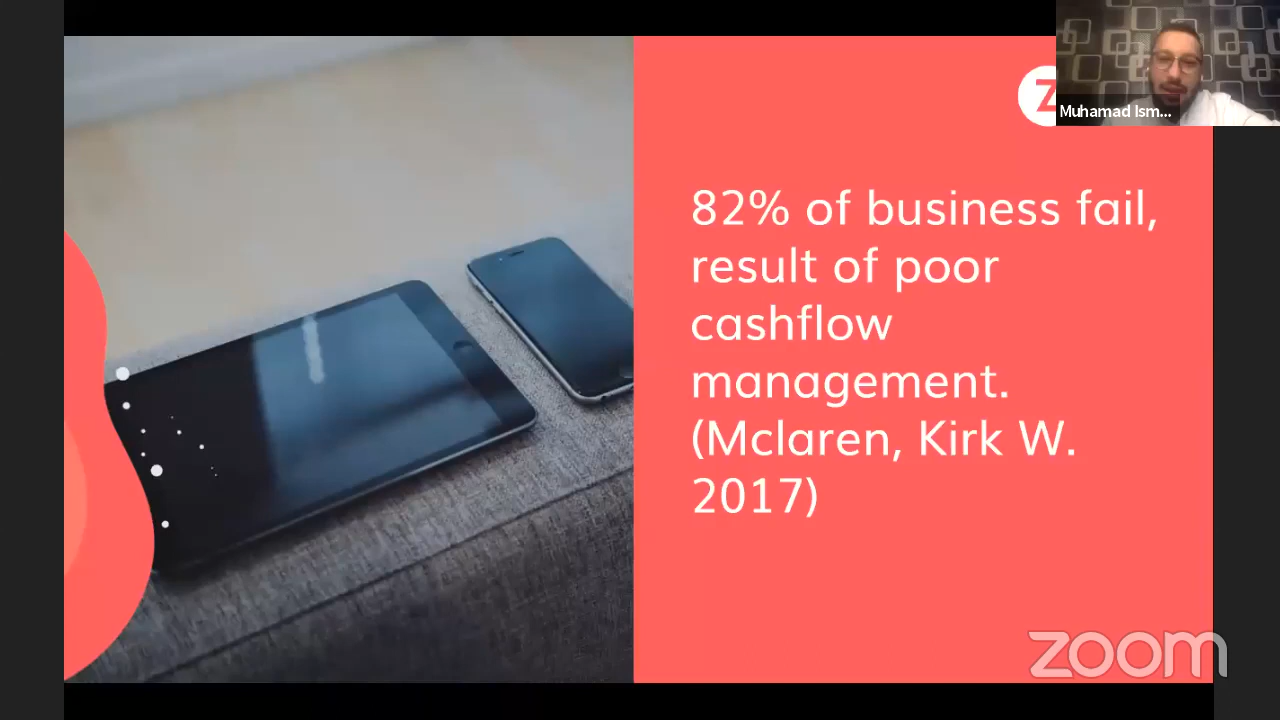 Z
Muhamad Ism...
82% of business fail,
result of poor
cashflow
management.
(Mclaren, Kirk W.
2017)
zoom